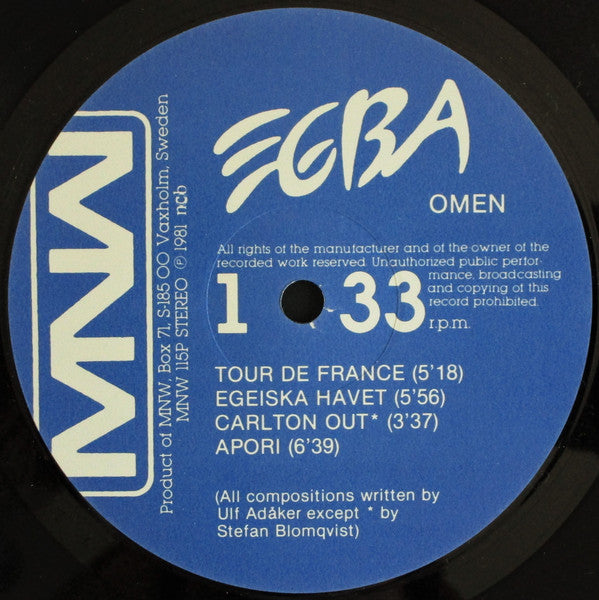 EGBA
OMEN
All rights of the manufacturer and of the owner of the
recorded work reserved. Unauthorized public perfor-
mance, broadcasting
and copying of this
record prohibited.
1 33
r.p.m.
TOUR DE FRANCE (5'18)
EGEISKA HAVET (5'56)
CARLTON OUT* (3'37)
APORI (6'39)
(All compositions written by
Ulf Adåker except * by
Stefan Blomqvist)
MNW
Product of MNW, Box 71, S-185 00 Vaxholm, Sweden
MNW 115P STEREO ℗ 1981 ncb